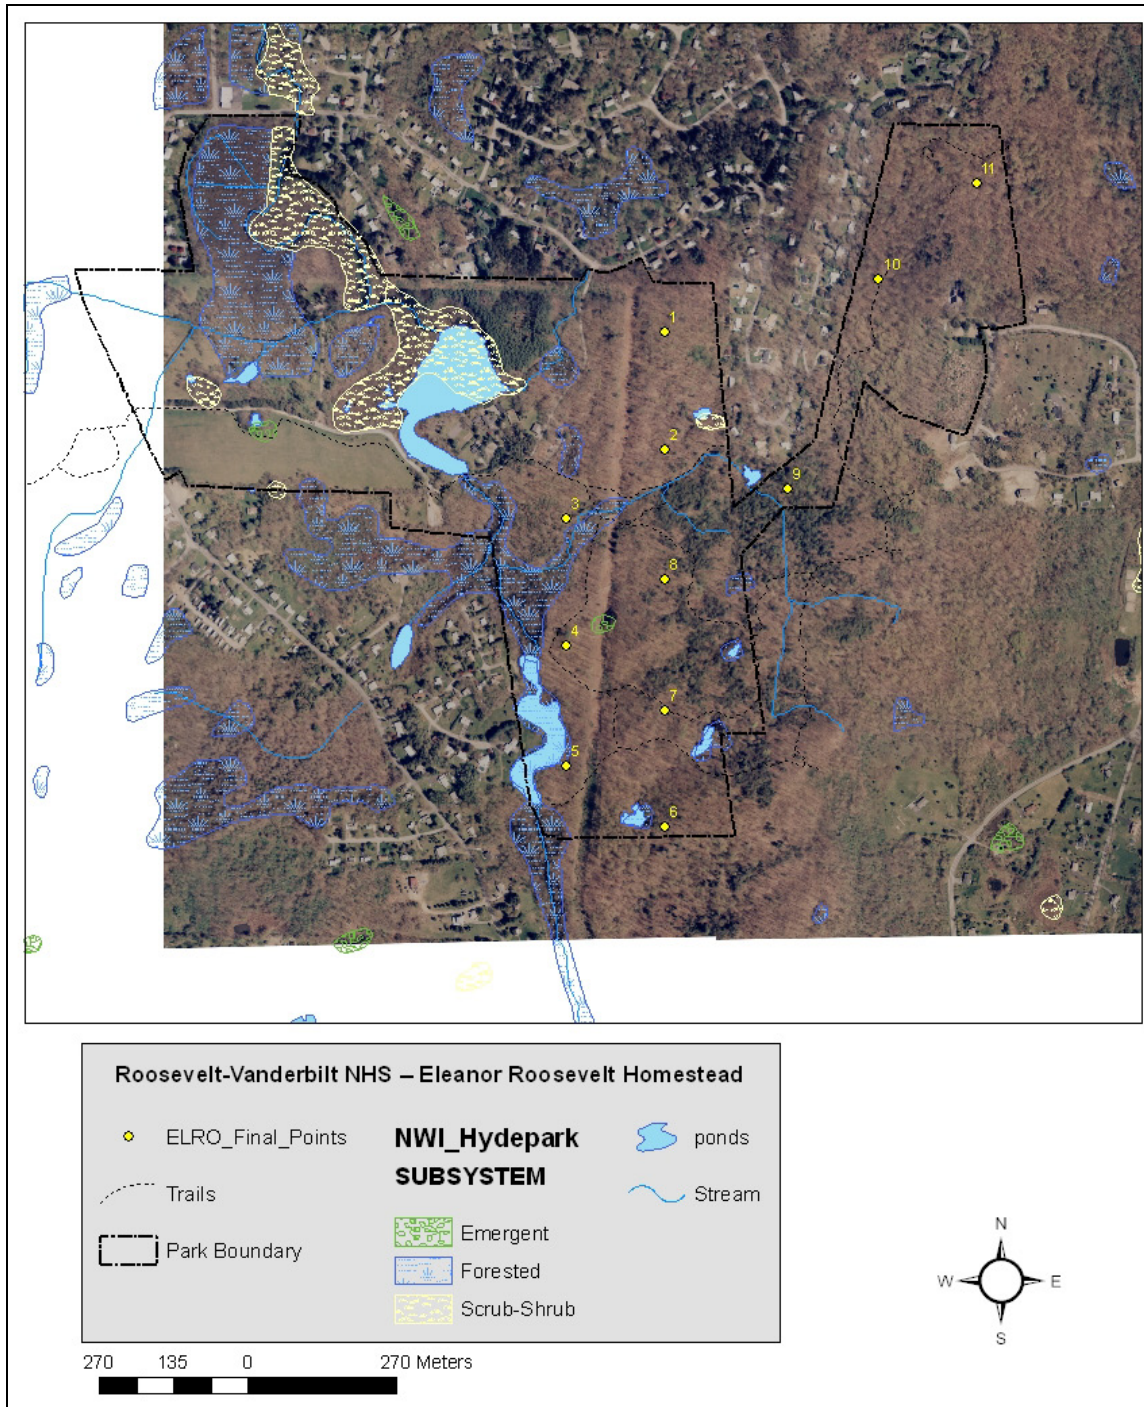 11
10
1
2
9
3
8
4
7
5
6
Roosevelt-Vanderbilt NHS – Eleanor Roosevelt Homestead
ELRO_Final_Points
Trails
Park Boundary
NWI_Hydepark
SUBSYSTEM
Emergent
Forested
Scrub-Shrub
ponds
Stream
N
W E
S
270 135 0 270 Meters